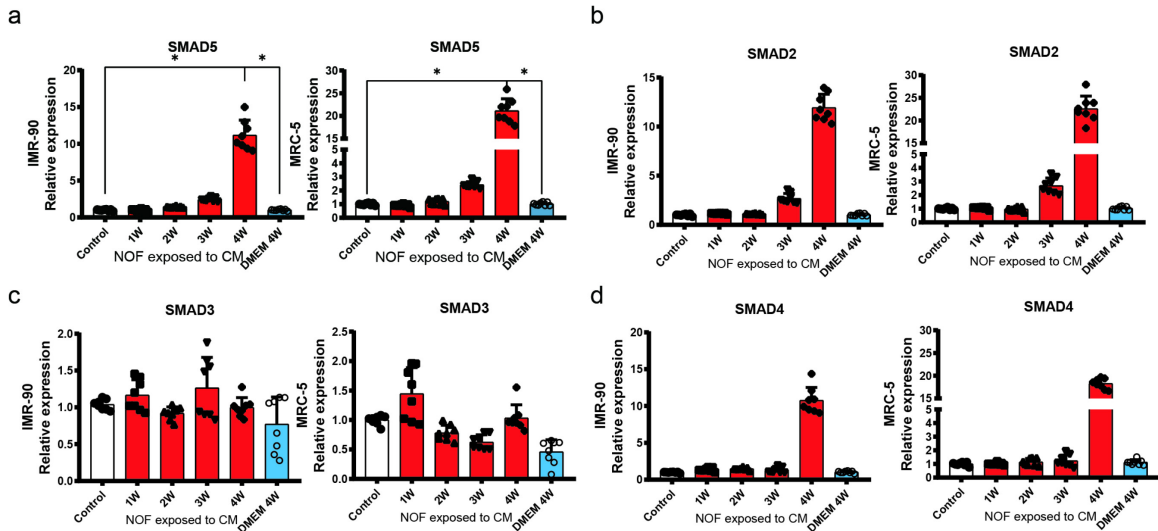 a
SMAD5
IMR-90
Relative expression
20
15
10
5
0
*
*
Control
1W
2W
3W
4W
DMEM 4W
NOF exposed to CM
SMAD5
MRC-5
Relative expression
30
25
20
15
4
3
2
1
0
*
*
Control
1W
2W
3W
4W
DMEM 4W
NOF exposed to CM
b
SMAD2
IMR-90
Relative expression
15
10
5
0
Control
1W
2W
3W
4W
DMEM 4W
NOF exposed to CM
SMAD2
MRC-5
Relative expression
30
25
20
15
5
4
3
2
1
0
Control
1W
2W
3W
4W
DMEM 4W
NOF exposed to CM
c
SMAD3
IMR-90
Relative expression
2.0
1.5
1.0
0.5
0.0
Control
1W
2W
3W
4W
DMEM 4W
NOF exposed to CM
SMAD3
MRC-5
Relative expression
2.5
2.0
1.5
1.0
0.5
0.0
Control
1W
2W
3W
4W
DMEM 4W
NOF exposed to CM
d
SMAD4
IMR-90
Relative expression
20
15
10
5
0
Control
1W
2W
3W
4W
DMEM 4W
NOF exposed to CM
SMAD4
MRC-5
Relative expression
30
25
20
15
5
4
3
2
1
0
Control
1W
2W
3W
4W
DMEM 4W
NOF exposed to CM